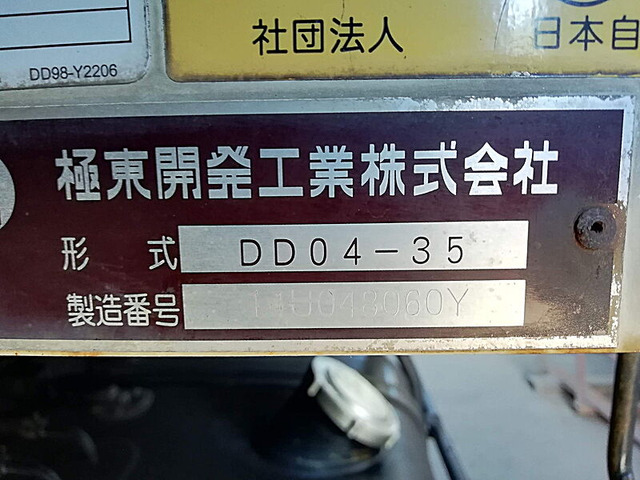 社団法人 日本自
DD98-Y2206
極東開発工業株式会社
形 式 DD04-35
製造番号